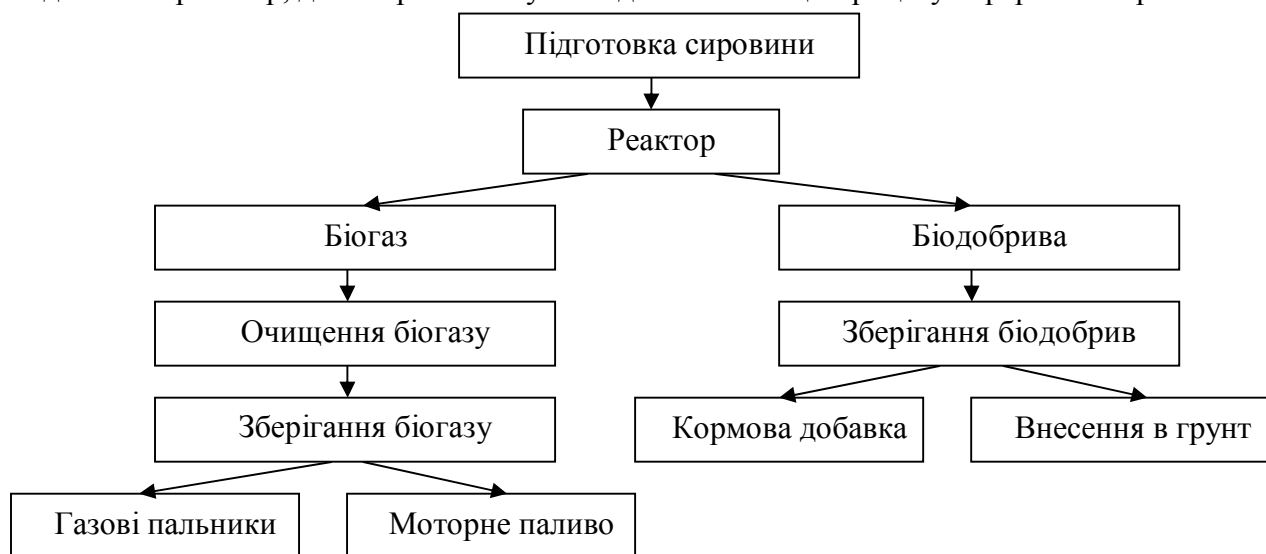 Підготовка сировини
Реактор
Біогаз
Біодобрива
Очищення біогазу
Зберігання біодобрив
Зберігання біогазу
Кормова добавка
Внесення в грунт
Газові пальники
Моторне паливо